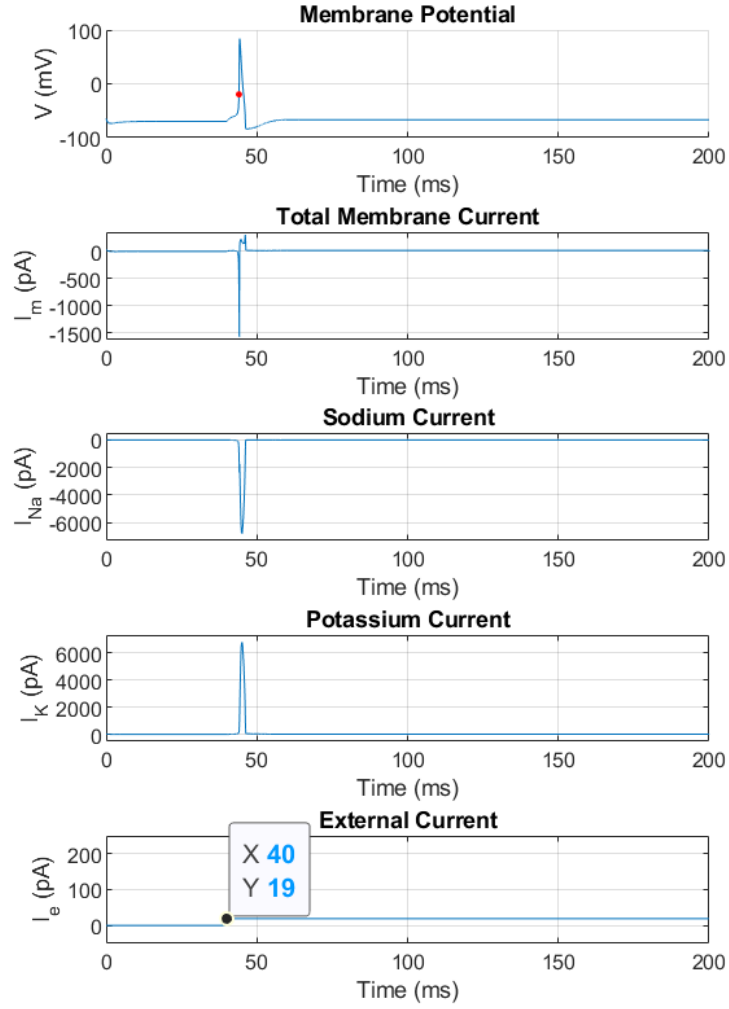 Membrane Potential
100
0
-100
V (mV)
0 50 100 150 200
Time (ms)
Total Membrane Current
0
-500
-1000
-1500
I_m (pA)
0 50 100 150 200
Time (ms)
Sodium Current
0
-2000
-4000
-6000
I_Na (pA)
0 50 100 150 200
Time (ms)
Potassium Current
6000
4000
2000
0
I_K (pA)
0 50 100 150 200
Time (ms)
External Current
X 40
Y 19
200
100
0
I_e (pA)
0 50 100 150 200
Time (ms)